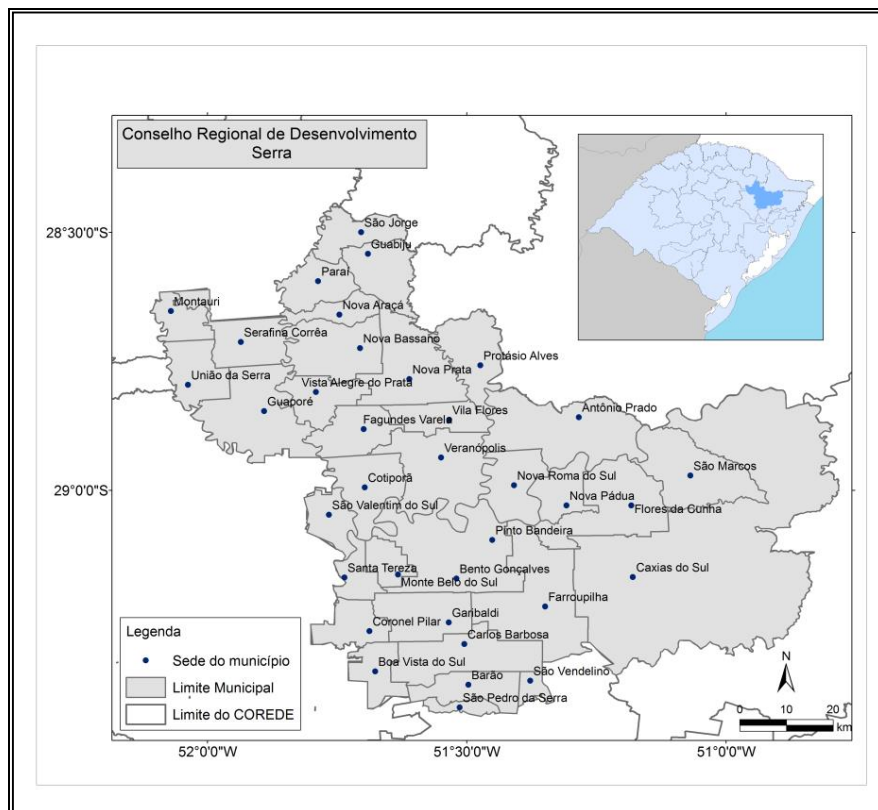 Conselho Regional de Desenvolvimento
Serra
28°30'0"S
29°0'0"S
São Jorge
Guabiju
Paraí
Montauri
Nova Araçá
Serafina Corrêa
Nova Bassano
Protásio Alves
União da Serra
Nova Prata
Vista Alegre do Prata
Guaporé
Fagundes Varela
Vila Flores
Antônio Prado
Veranópolis
São Marcos
Cotiporã
Nova Roma do Sul
Nova Pádua
Flores da Cunha
São Valentim do Sul
Pinto Bandeira
Santa Tereza
Monte Belo do Sul
Bento Gonçalves
Caxias do Sul
Farroupilha
Coronel Pilar
Garibaldi
Carlos Barbosa
Boa Vista do Sul
Barão
São Vendelino
São Pedro da Serra
Legenda
Sede do município
Limite Municipal
Limite do COREDE
N
0 10 20
km
52°0'0"W
51°30'0"W
51°0'0"W